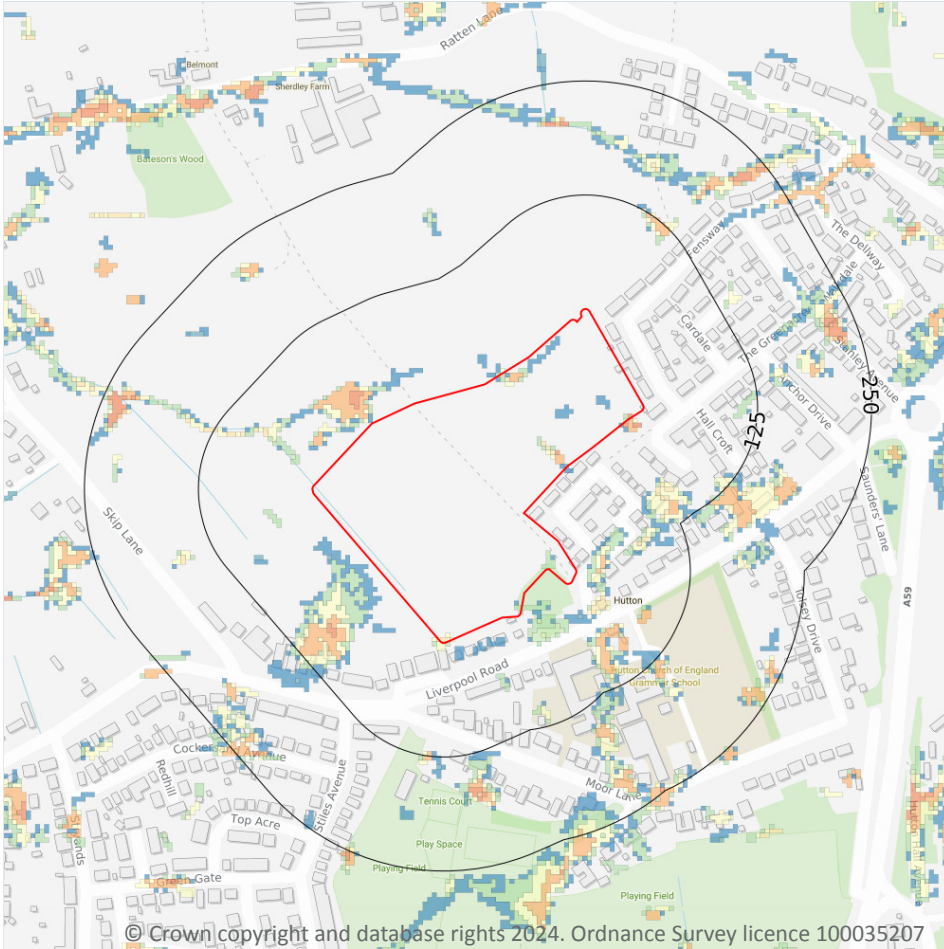 Ratten Lane
Belmont
Sherdley Farm
Bateson's Wood
Fensway
The Dellway
Cardale
Stanley Avenue
Anchor Drive
Hall Croft
250
125
Saunders' Lane
Skip Lane
A59
Hutton
Tolsey Drive
Hutton Church of England
Grammar School
Liverpool Road
Redhill
Moor Lane
Stiles Avenue
Tennis Court
Top Acre
Play Space
Playing Field
Green Gate
Playing Field
© Crown copyright and database rights 2024. Ordnance Survey licence 100035207